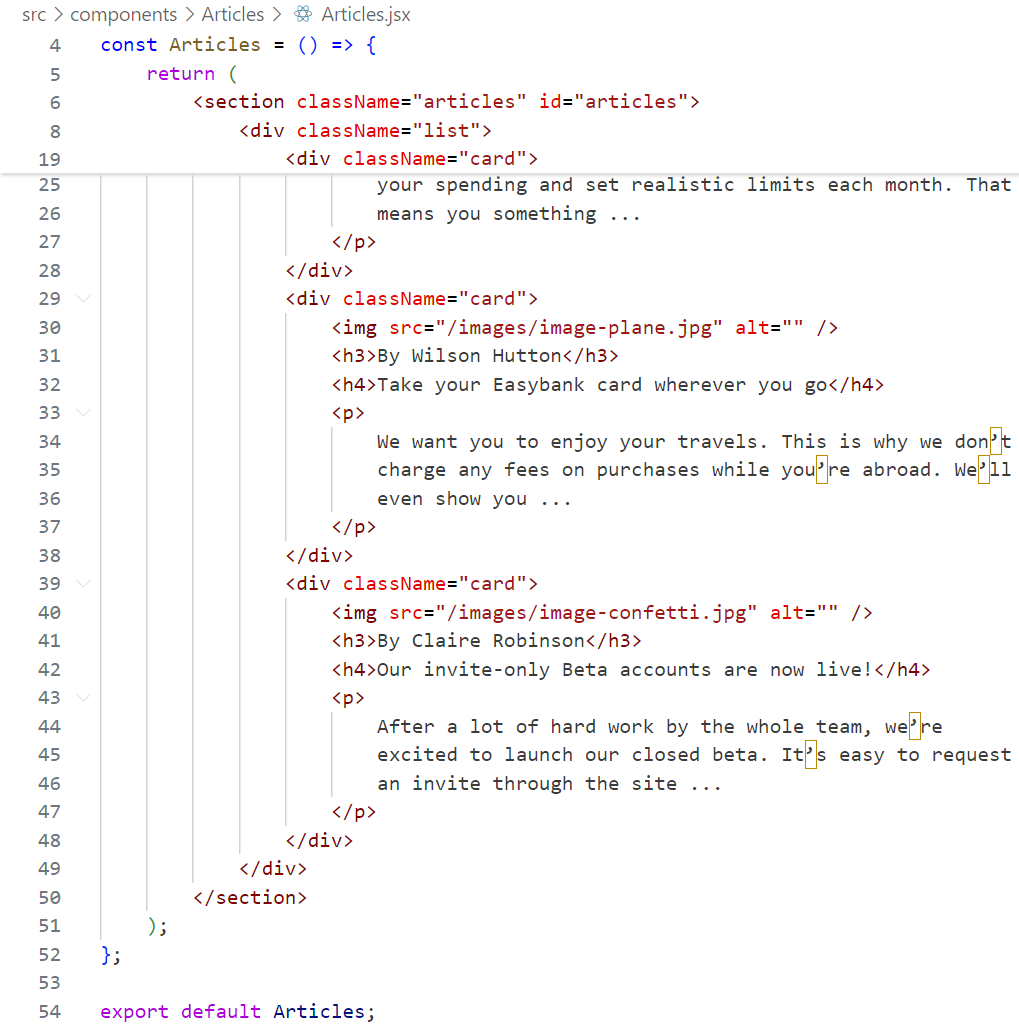 src > components > Articles > Articles.jsx
4 const Articles = () => {
5 return (
6 <section className="articles" id="articles">
8 <div className="list">
19 <div className="card">
25 your spending and set realistic limits each month. That
26 means you something ...
27 </p>
28 </div>
29 <div className="card">
30 <img src="/images/image-plane.jpg" alt="" />
31 <h3>By Wilson Hutton</h3>
32 <h4>Take your Easybank card wherever you go</h4>
33 <p>
34 We want you to enjoy your travels. This is why we don’t
35 charge any fees on purchases while you’re abroad. We’ll
36 even show you ...
37 </p>
38 </div>
39 <div className="card">
40 <img src="/images/image-confetti.jpg" alt="" />
41 <h3>By Claire Robinson</h3>
42 <h4>Our invite-only Beta accounts are now live!</h4>
43 <p>
44 After a lot of hard work by the whole team, we’re
45 excited to launch our closed beta. It’s easy to request
46 an invite through the site ...
47 </p>
48 </div>
49 </div>
50 </section>
51 );
52 };
53
54 export default Articles;